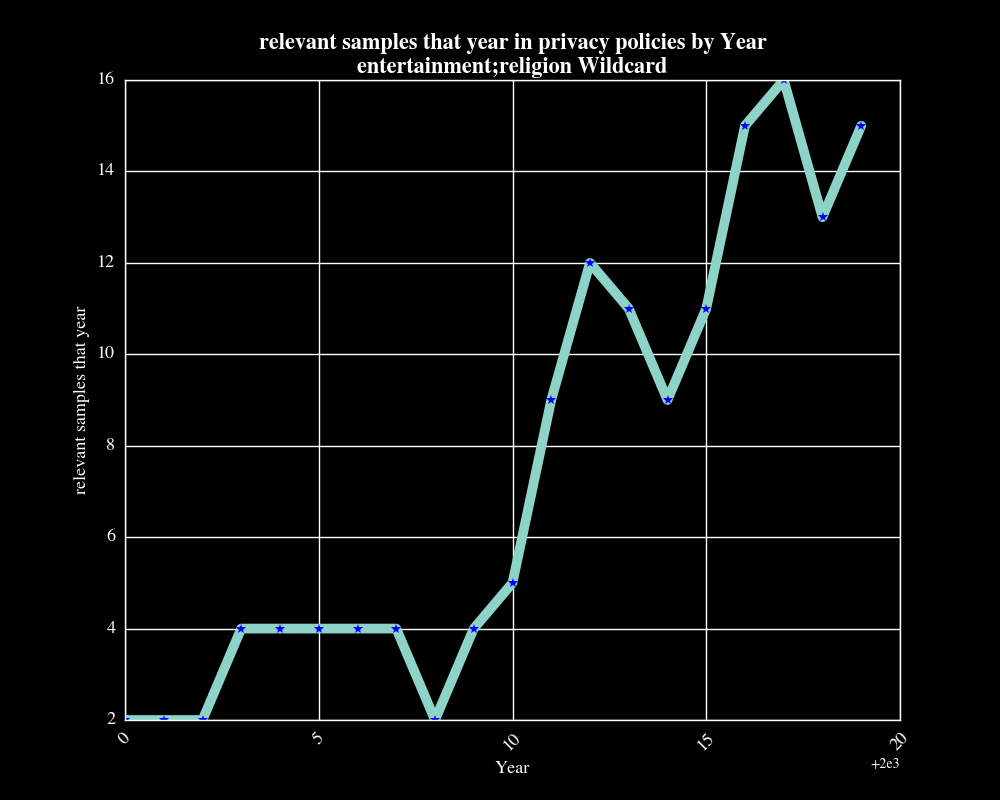 relevant samples that year in privacy policies by Year
entertainment;religion Wildcard
16
14
12
10
8
6
4
2
relevant samples that year
0
5
10
15
20
Year
+2e3